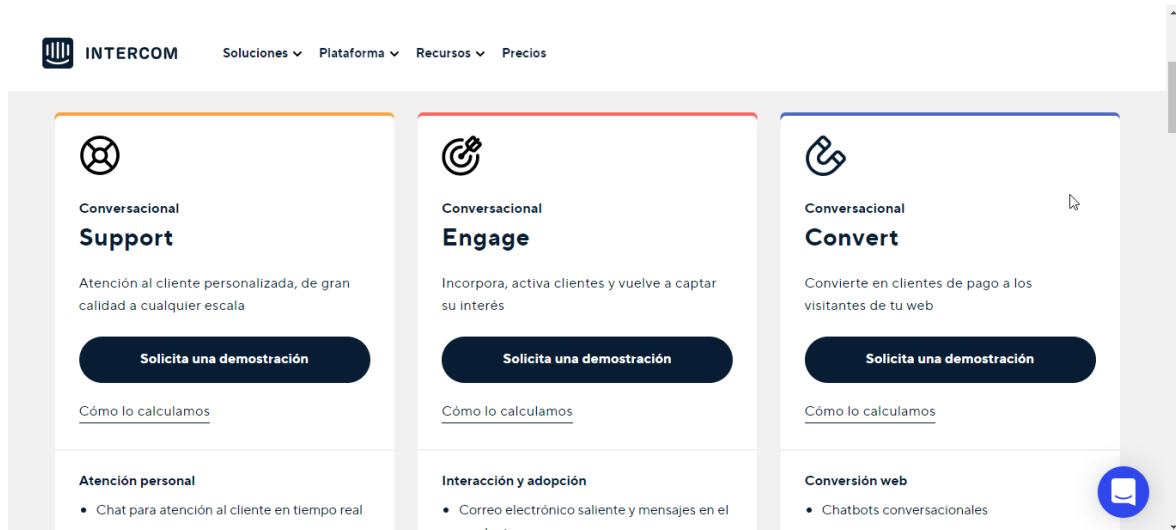 INTERCOM
Soluciones
Plataforma
Recursos
Precios
Conversacional
Support
Atención al cliente personalizada, de gran
calidad a cualquier escala
Solicita una demostración
Cómo lo calculamos
Atención personal
• Chat para atención al cliente en tiempo real
Conversacional
Engage
Incorpora, activa clientes y vuelve a captar
su interés
Solicita una demostración
Cómo lo calculamos
Interacción y adopción
• Correo electrónico saliente y mensajes en el
Conversacional
Convert
Convierte en clientes de pago a los
visitantes de tu web
Solicita una demostración
Cómo lo calculamos
Conversión web
• Chatbots conversacionales